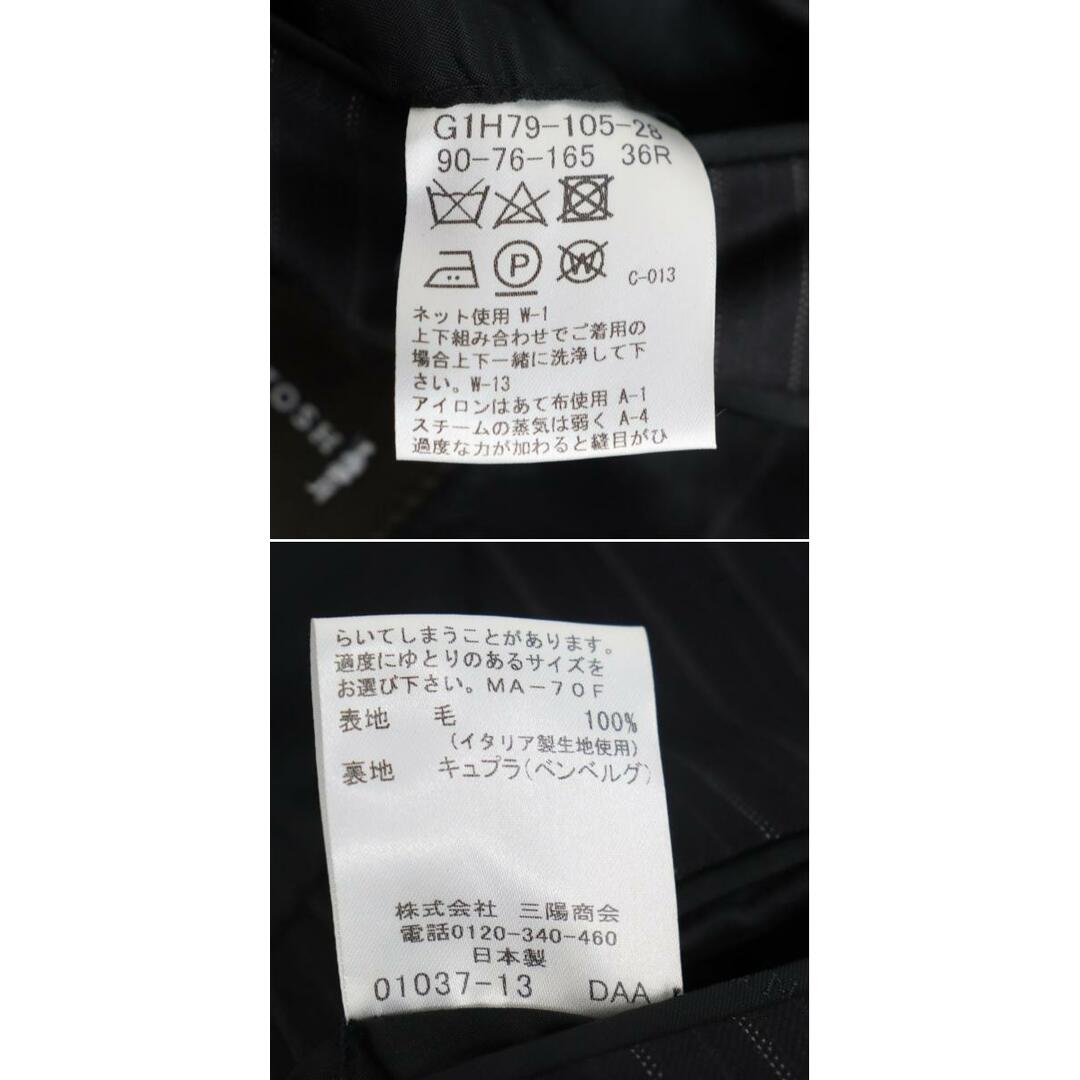 G1H79-105-28
90-76-165 36R
P
W
C-013
ネット使用 W-1
上下組み合わせでご着用の
場合上下一緒に洗浄して下
さい。W-13
アイロンはあて布使用 A-1
スチームの蒸気は弱く A-4
過度な力が加わると縫目がひ
らいてしまうことがあります。
適度にゆとりのあるサイズを
お選び下さい。MA-70F
表地 毛 100%
(イタリア製生地使用)
裏地 キュプラ(ベンベルグ)
株式会社 三陽商会
電話0120-340-460
日本製
01037-13 DAA